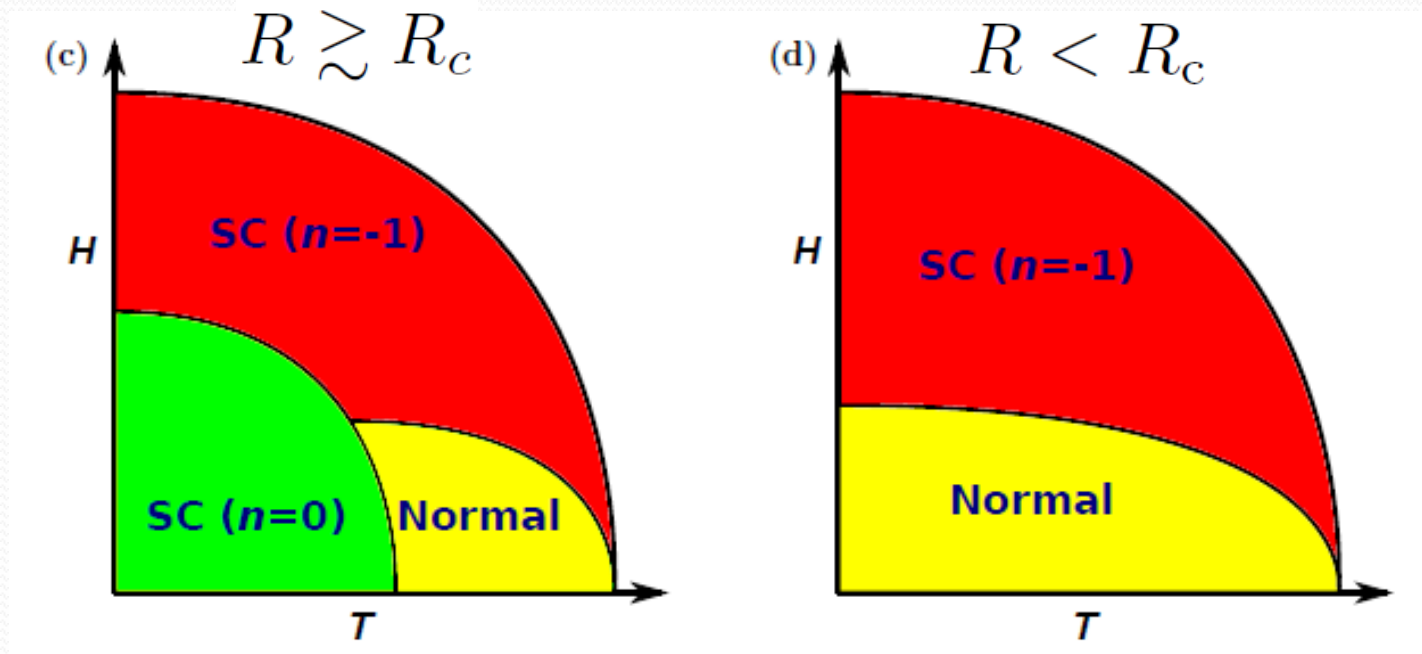 (c) R ≳ R_c
H
SC (n=-1)
SC (n=0)
Normal
T
(d) R < R_c
H
SC (n=-1)
Normal
T